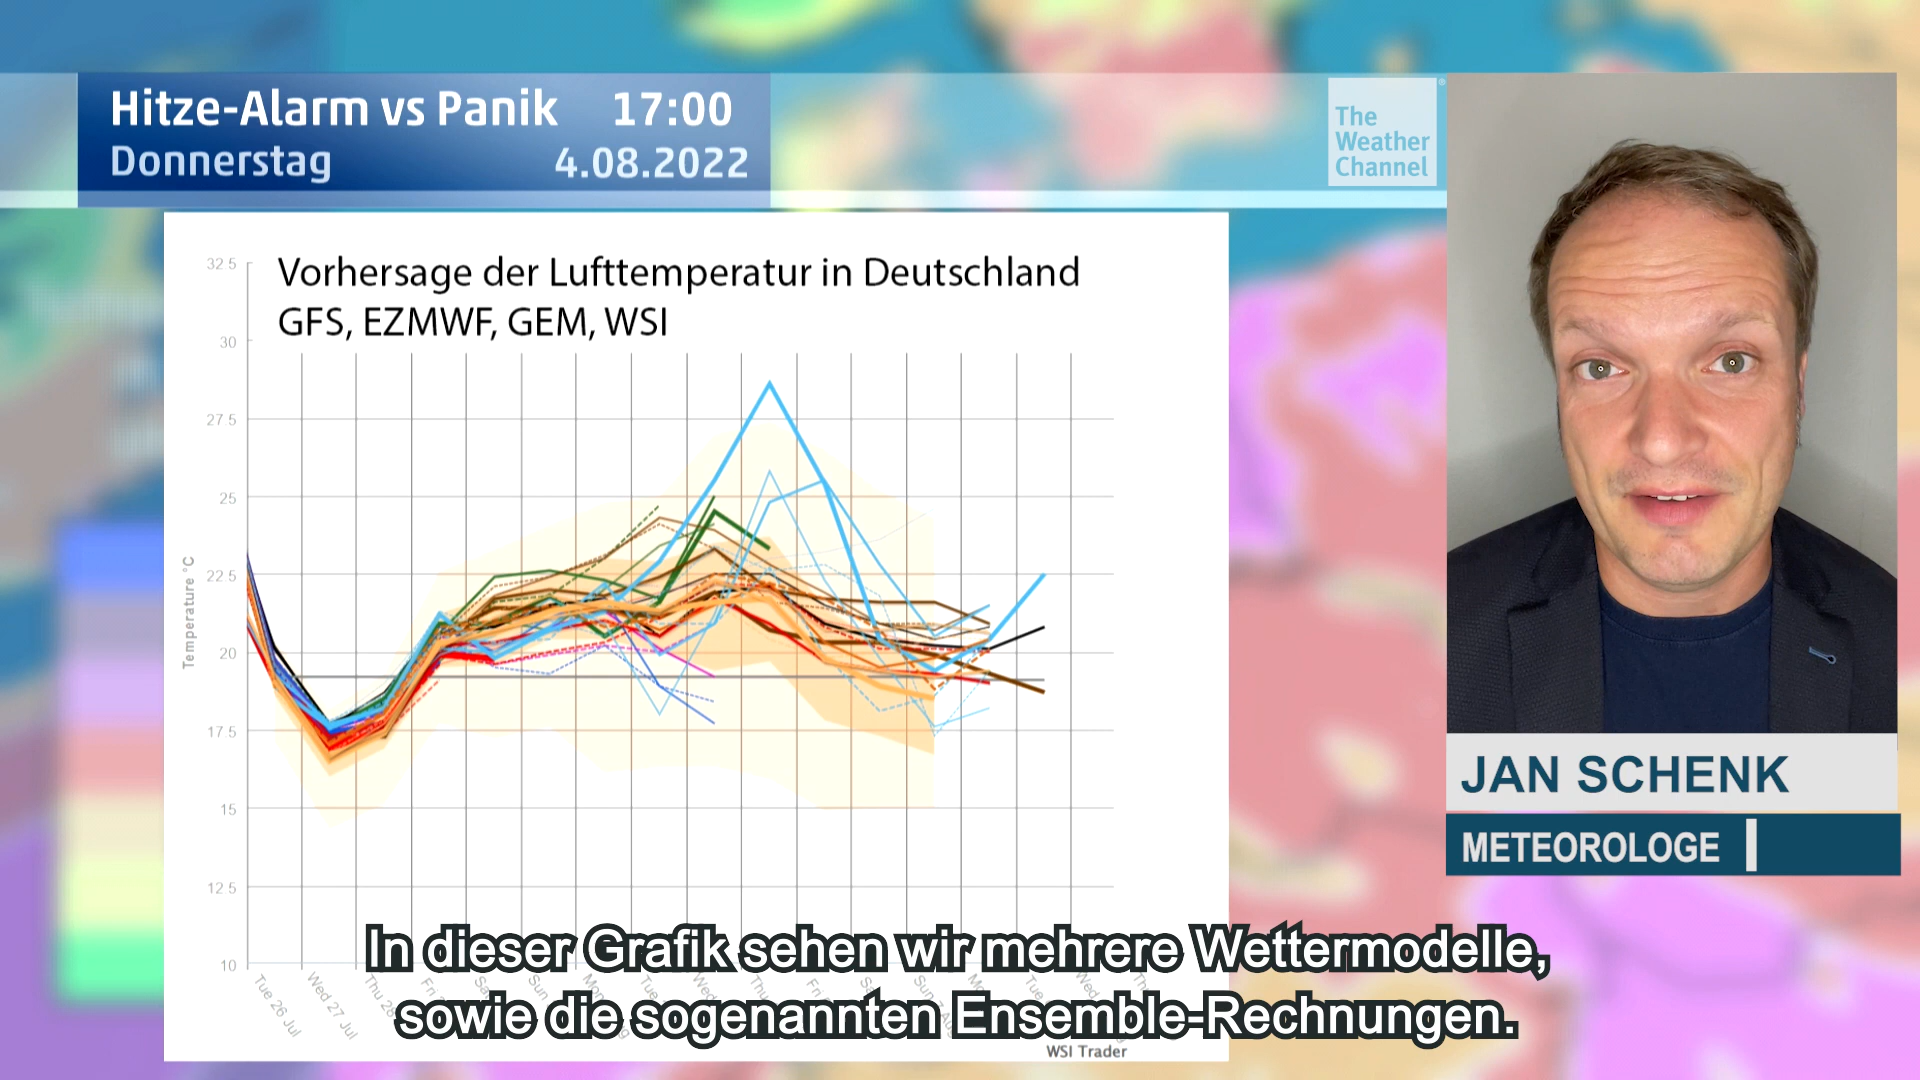 Hitze-Alarm vs Panik 17:00
Donnerstag 4.08.2022
The
Weather
Channel
Vorhersage der Lufttemperatur in Deutschland
GFS, EZMWF, GEM, WSI
32.5
30
27.5
25
22.5
20
17.5
15
12.5
10
Temperature °C
Tue 26 Jul
Wed 27 Jul
Thu 28
WSI Trader
JAN SCHENK
METEOROLOGE
In dieser Grafik sehen wir mehrere Wettermodelle,
sowie die sogenannten Ensemble-Rechnungen.